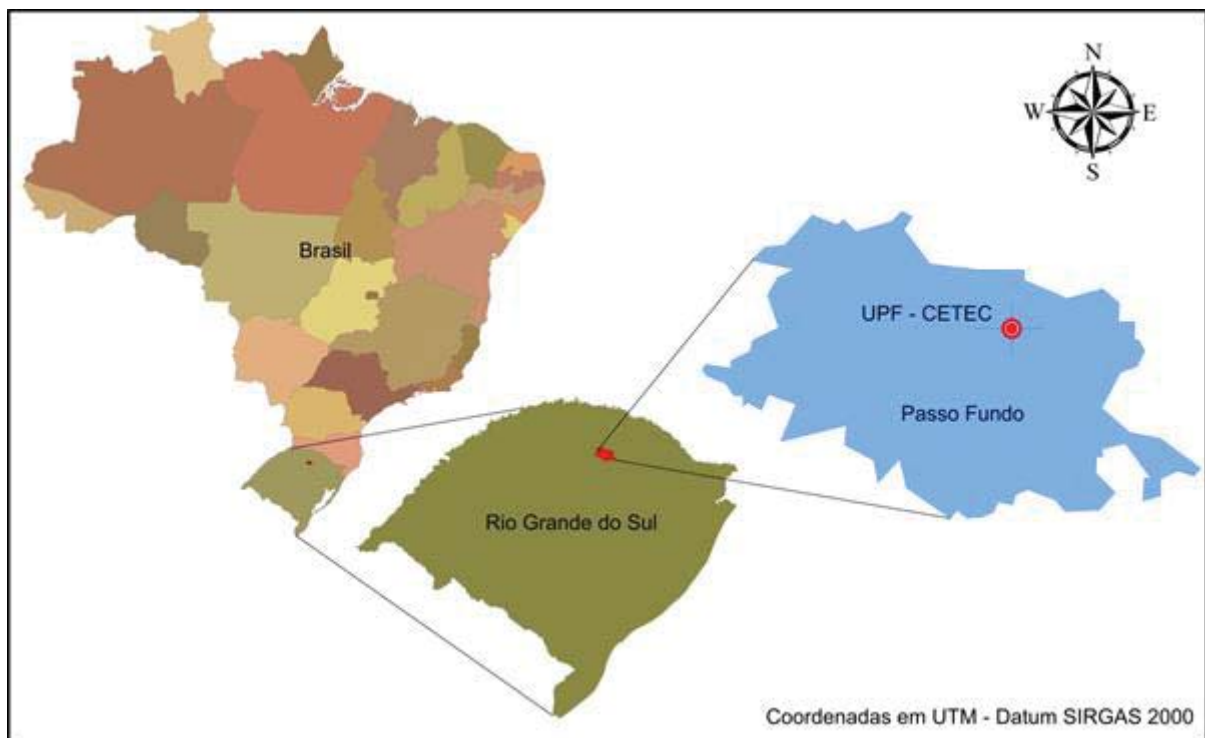 N
W E
S
Brasil
UPF - CETEC
Passo Fundo
Rio Grande do Sul
Coordenadas em UTM - Datum SIRGAS 2000